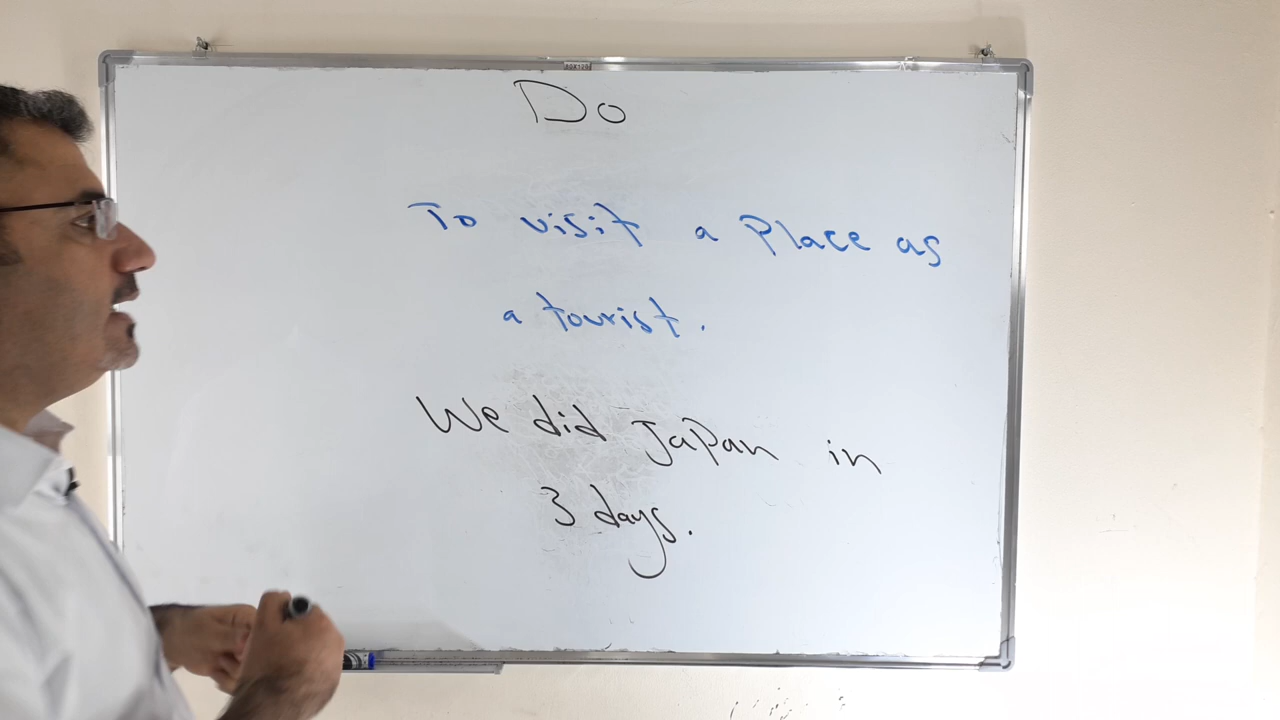 Do
To visit a place as
a tourist.
We did Japan in
3 days.